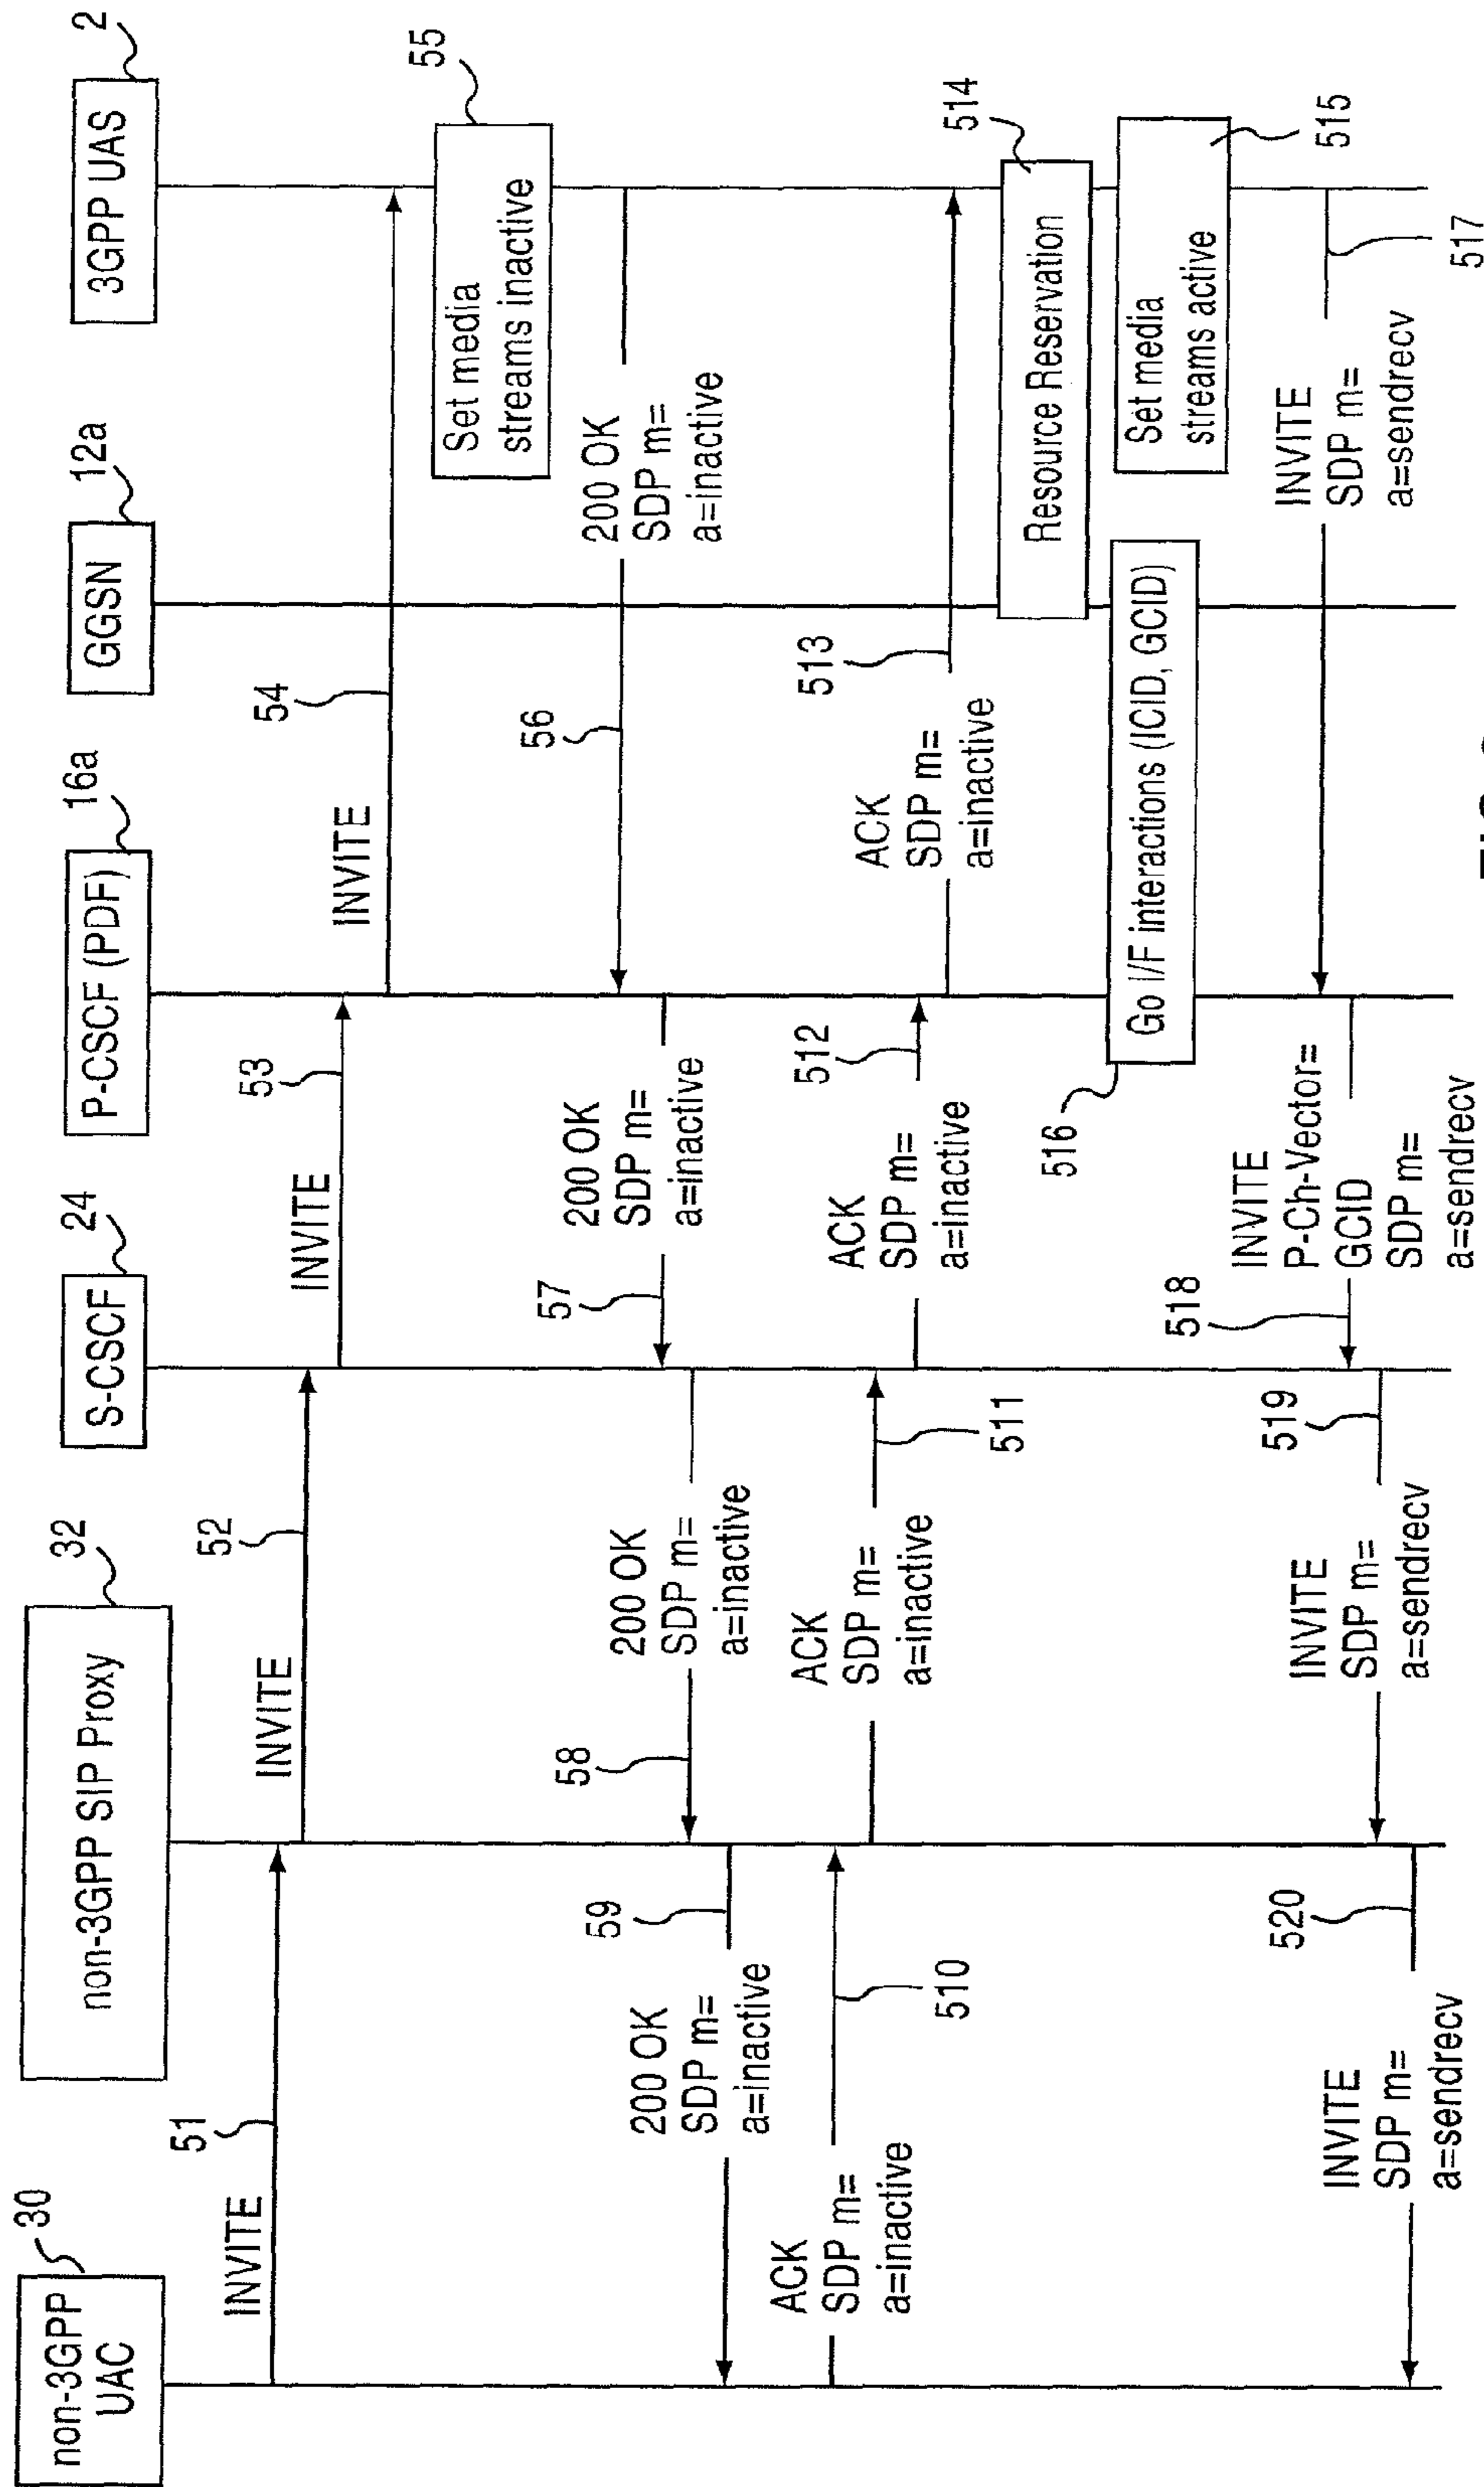 non-3GPP
UAC
30
non-3GPP SIP Proxy
32
S-CSCF
24
P-CSCF (PDF)
16a
GGSN
12a
3GPP UAS
2
INVITE
51
INVITE
52
INVITE
53
INVITE
54
Set media
streams inactive
55
200 OK
SDP m=
a=inactive
56
200 OK
SDP m=
a=inactive
57
200 OK
SDP m=
a=inactive
58
200 OK
SDP m=
a=inactive
59
ACK
SDP m=
a=inactive
510
ACK
SDP m=
a=inactive
511
ACK
SDP m=
a=inactive
512
ACK
SDP m=
a=inactive
513
Resource Reservation
514
Set media
streams active
515
Go I/F interactions (ICID, GCID)
516
INVITE
SDP m=
a=sendrecv
517
INVITE
P-Ch-Vector=
GCID
SDP m=
a=sendrecv
518
INVITE
SDP m=
a=sendrecv
519
INVITE
SDP m=
a=sendrecv
520